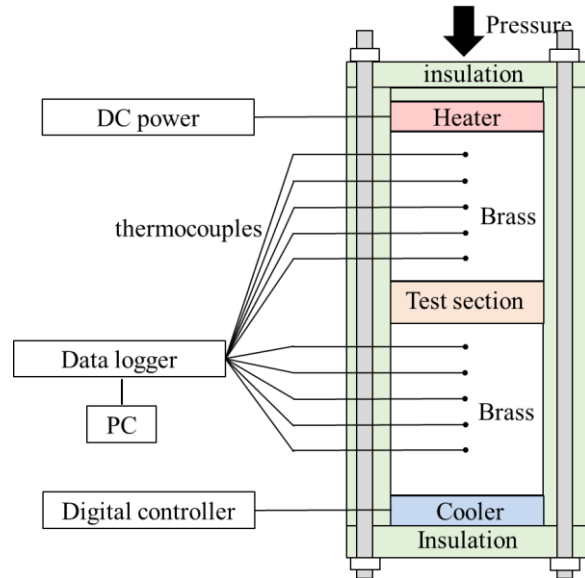 Pressure
insulation
DC power
Heater
thermocouples
Brass
Test section
Data logger
PC
Brass
Digital controller
Cooler
Insulation